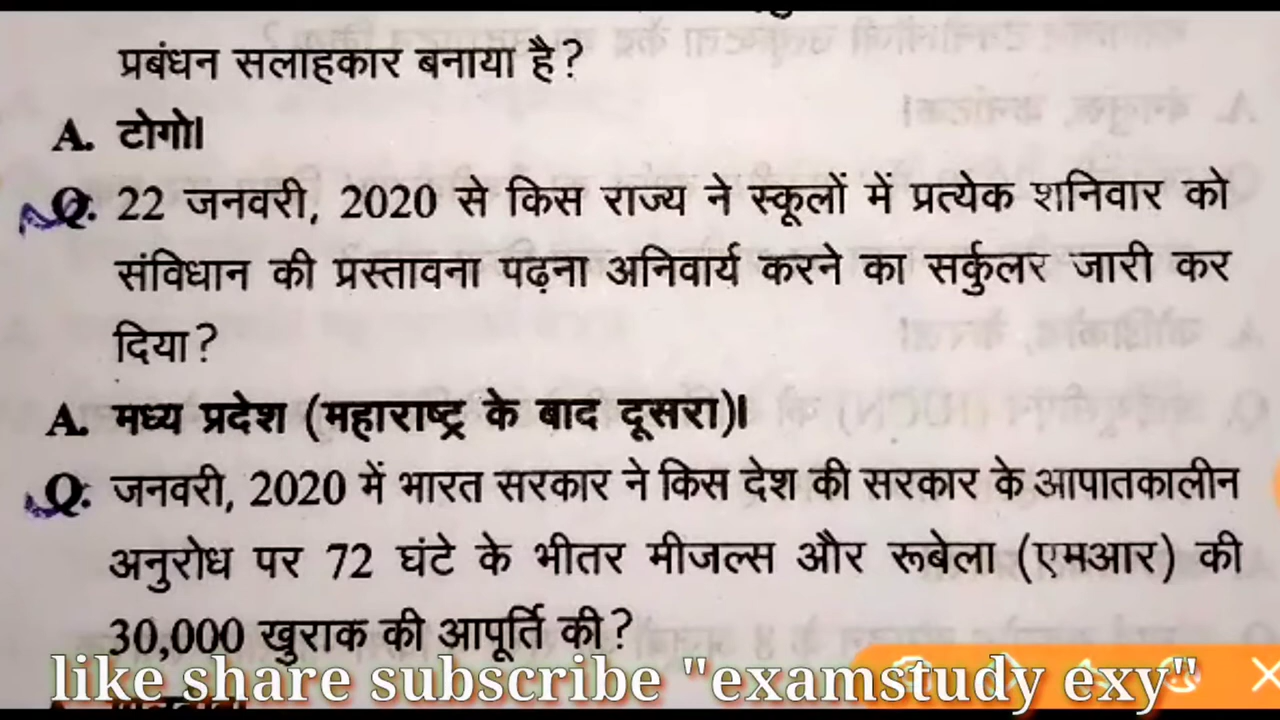 प्रबंधन सलाहकार बनाया है?
A. टोगो।
Q. 22 जनवरी, 2020 से किस राज्य ने स्कूलों में प्रत्येक शनिवार को
संविधान की प्रस्तावना पढ़ना अनिवार्य करने का सर्कुलर जारी कर
दिया?
A. मध्य प्रदेश (महाराष्ट्र के बाद दूसरा)।
Q. जनवरी, 2020 में भारत सरकार ने किस देश की सरकार के आपातकालीन
अनुरोध पर 72 घंटे के भीतर मीजल्स और रूबेला (एमआर) की
30,000 खुराक की आपूर्ति की?
like share subscribe "examstudy exy"